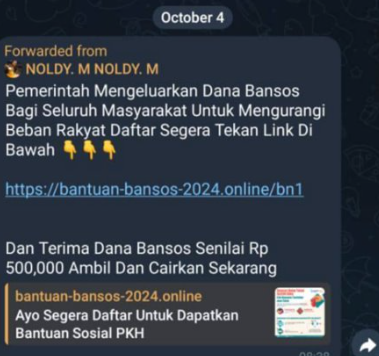 October 4
Forwarded from
NOLDY. M NOLDY. M
Pemerintah Mengeluarkan Dana Bansos
Bagi Seluruh Masyarakat Untuk Mengurangi
Beban Rakyat Daftar Segera Tekan Link Di
Bawah 👇👇👇
https://bantuan-bansos-2024.online/bn1
Dan Terima Dana Bansos Senilai Rp
500,000 Ambil Dan Cairkan Sekarang
bantuan-bansos-2024.online
Ayo Segera Daftar Untuk Dapatkan
Bantuan Sosial PKH